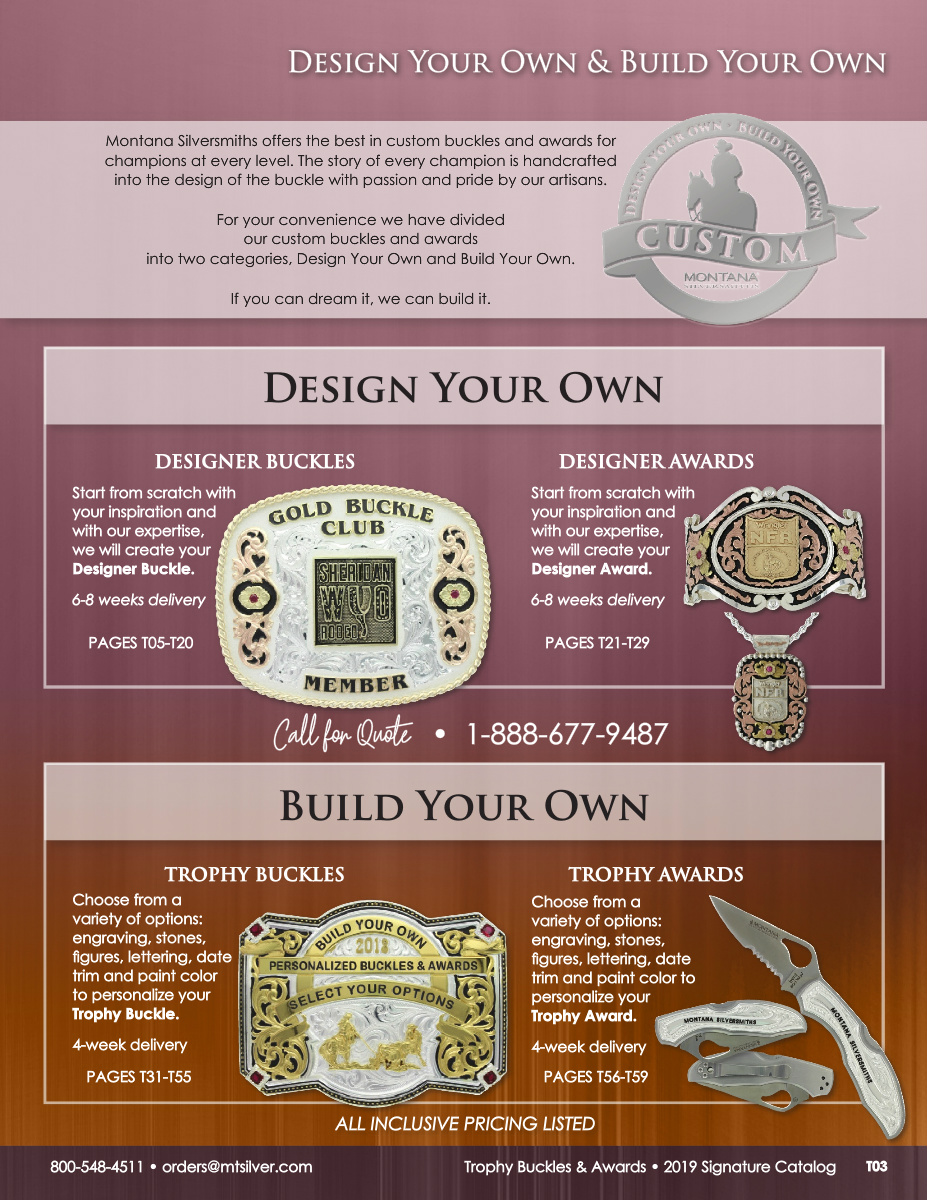 DESIGN YOUR OWN & BUILD YOUR OWN
Montana Silversmiths offers the best in custom buckles and awards for
champions at every level. The story of every champion is handcrafted
into the design of the buckle with passion and pride by our artisans.
For your convenience we have divided
our custom buckles and awards
into two categories, Design Your Own and Build Your Own.
If you can dream it, we can build it.
DESIGN YOUR OWN · BUILD YOUR OWN
CUSTOM
MONTANA
DESIGN YOUR OWN
DESIGNER BUCKLES
Start from scratch with
your inspiration and
with our expertise,
we will create your
Designer Buckle.
6-8 weeks delivery
PAGES T05-T20
GOLD BUCKLE
CLUB
SHERIDAN
WYO
RODEO
MEMBER
DESIGNER AWARDS
Start from scratch with
your inspiration and
with our expertise,
we will create your
Designer Award.
6-8 weeks delivery
PAGES T21-T29
Wrangler
NFR
NFR
Call for Quote • 1-888-677-9487
BUILD YOUR OWN
TROPHY BUCKLES
Choose from a
variety of options:
engraving, stones,
figures, lettering, date
trim and paint color
to personalize your
Trophy Buckle.
4-week delivery
PAGES T31-T55
BUILD YOUR OWN
2018
PERSONALIZED BUCKLES & AWARDS
SELECT YOUR OPTIONS
TROPHY AWARDS
Choose from a
variety of options:
engraving, stones,
figures, lettering, date
trim and paint color to
personalize your
Trophy Award.
4-week delivery
PAGES T56-T59
MONTANA SILVERSMITHS
MONTANA SILVERSMITHS
ALL INCLUSIVE PRICING LISTED
800-548-4511 • orders@mtsilver.com
Trophy Buckles & Awards • 2019 Signature Catalog T03